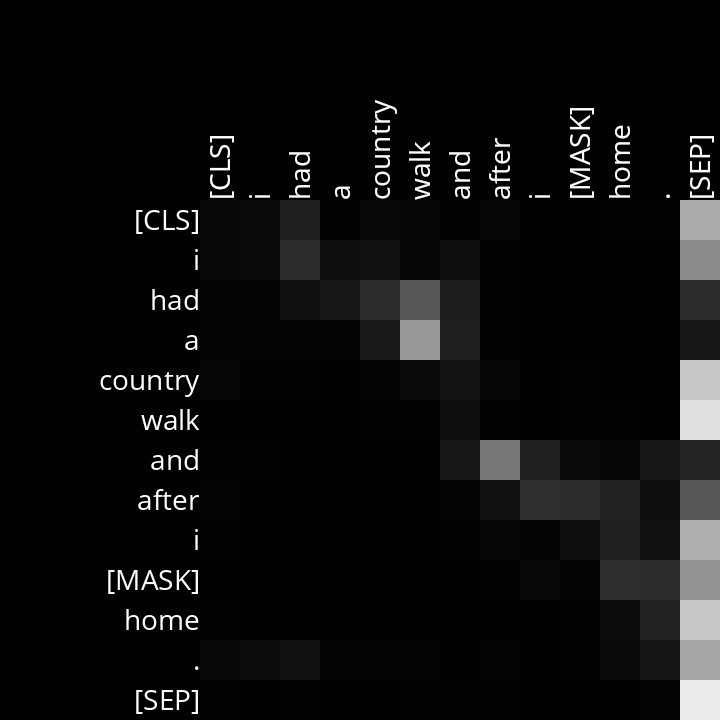 [CLS] i had a country walk and after i [MASK] home . [SEP]
[CLS]
i
had
a
country
walk
and
after
i
[MASK]
home
.
[SEP]